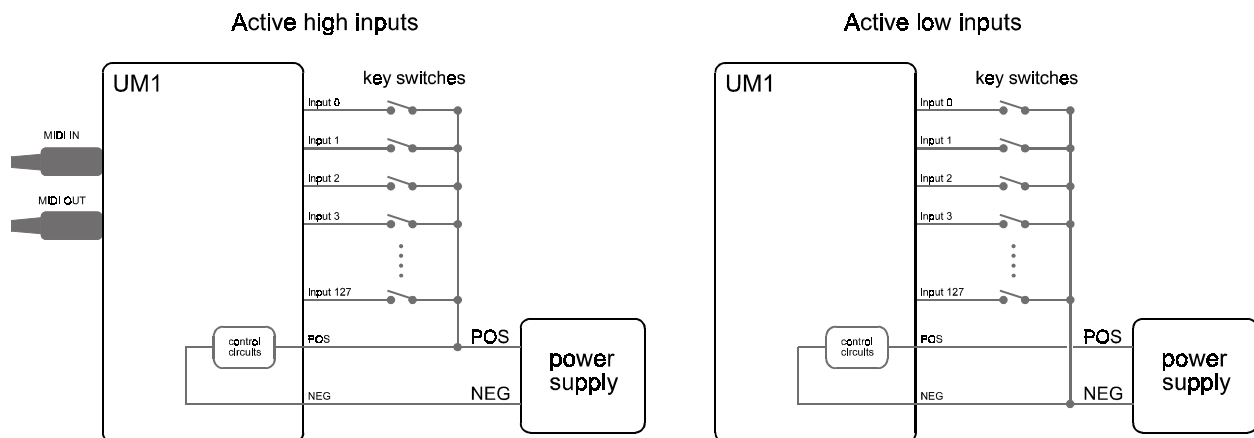 Active high inputs
UM1
key switches
MIDI IN
MIDI OUT
Input 0
Input 1
Input 2
Input 3
Input 127
control
circuits
POS
NEG
POS
NEG
power
supply
Active low inputs
UM1
key switches
Input 0
Input 1
Input 2
Input 3
Input 127
control
circuits
POS
NEG
POS
NEG
power
supply